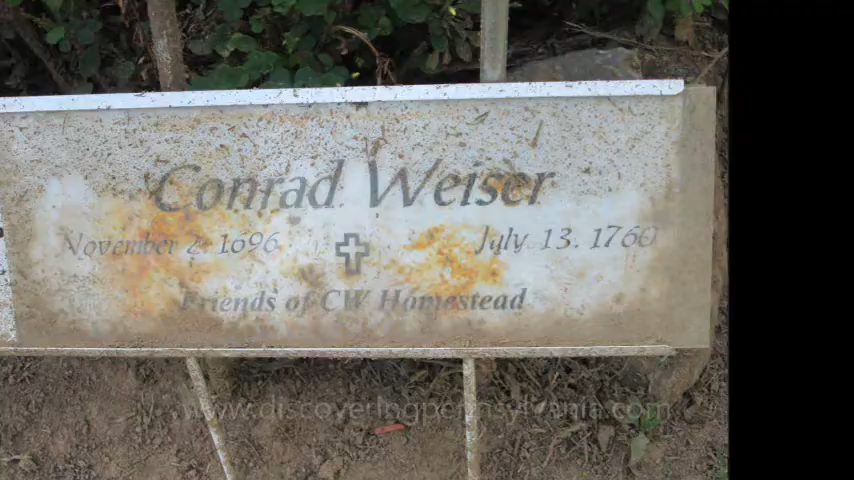 Conrad Weiser
November 2, 1696 July 13, 1760
Friends of CW Homestead
www.discoveringpennsylvania.com